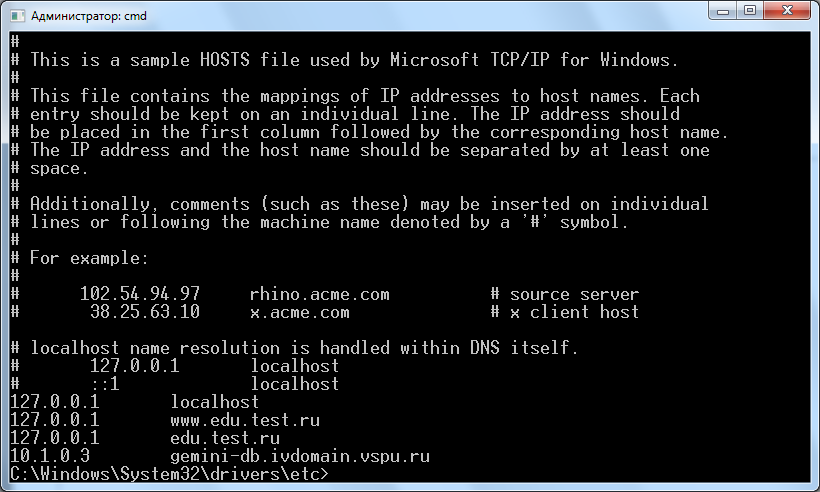 Администратор: cmd
#
# This is a sample HOSTS file used by Microsoft TCP/IP for Windows.
#
# This file contains the mappings of IP addresses to host names. Each
# entry should be kept on an individual line. The IP address should
# be placed in the first column followed by the corresponding host name.
# The IP address and the host name should be separated by at least one
# space.
#
# Additionally, comments (such as these) may be inserted on individual
# lines or following the machine name denoted by a '#' symbol.
#
# For example:
#
#      102.54.94.97     rhino.acme.com          # source server
#       38.25.63.10     x.acme.com              # x client host

# localhost name resolution is handled within DNS itself.
#       127.0.0.1       localhost
#       ::1             localhost
127.0.0.1       localhost
127.0.0.1       www.edu.test.ru
127.0.0.1       edu.test.ru
10.1.0.3        gemini-db.ivdomain.vspu.ru
C:\Windows\System32\drivers\etc>